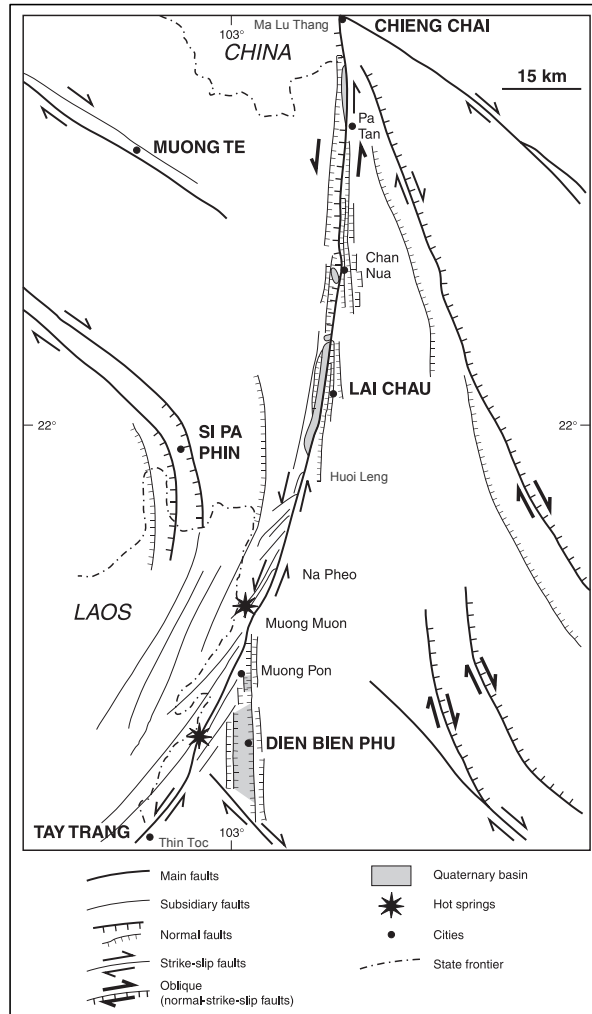 Ma Lu Thang
103°
CHIENG CHAI
CHINA
15 km
Pa
Tan
MUONG TE
Chan
Nua
LAI CHAU
22°
22°
SI PA
PHIN
Huoi Leng
Na Pheo
LAOS
Muong Muon
Muong Pon
DIEN BIEN PHU
TAY TRANG
Thin Toc
103°
Main faults
Subsidiary faults
Normal faults
Strike-slip faults
Oblique
(normal-strike-slip faults)
Quaternary basin
Hot springs
Cities
State frontier